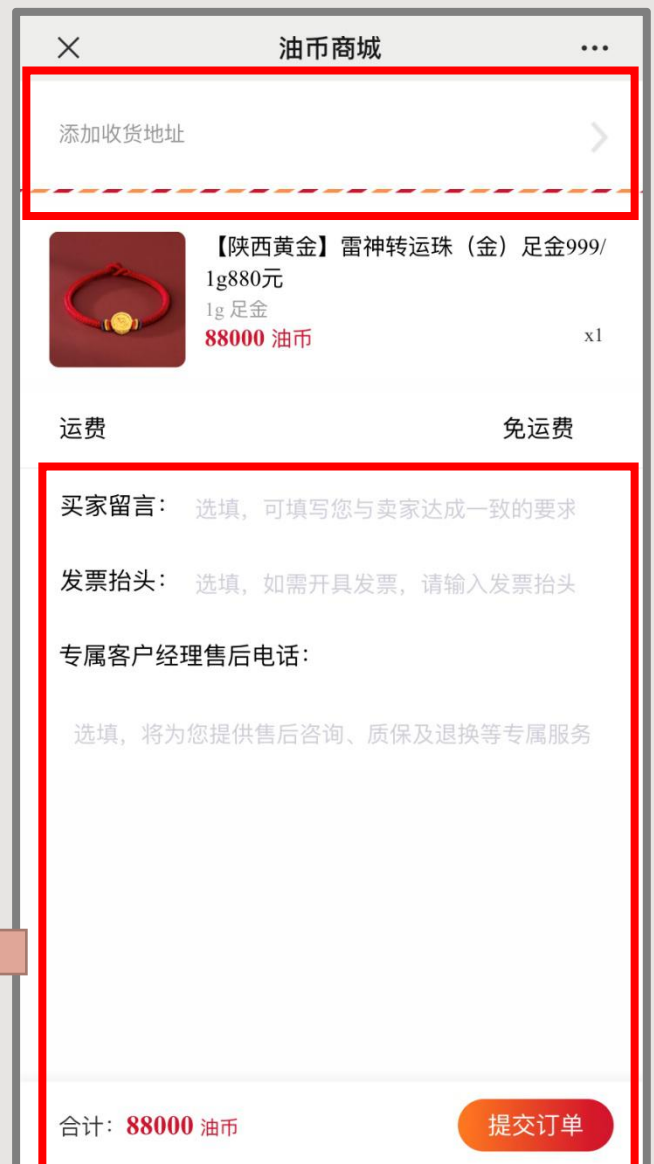 油币商城
添加收货地址
【陕西黄金】雷神转运珠（金）足金999/
1g880元
1g 足金
88000 油币 x1
运费 免运费
买家留言： 选填，可填写您与卖家达成一致的要求
发票抬头： 选填，如需开具发票，请输入发票抬头
专属客户经理售后电话：
选填，将为您提供售后咨询、质保及退换等专属服务
合计：88000 油币 提交订单